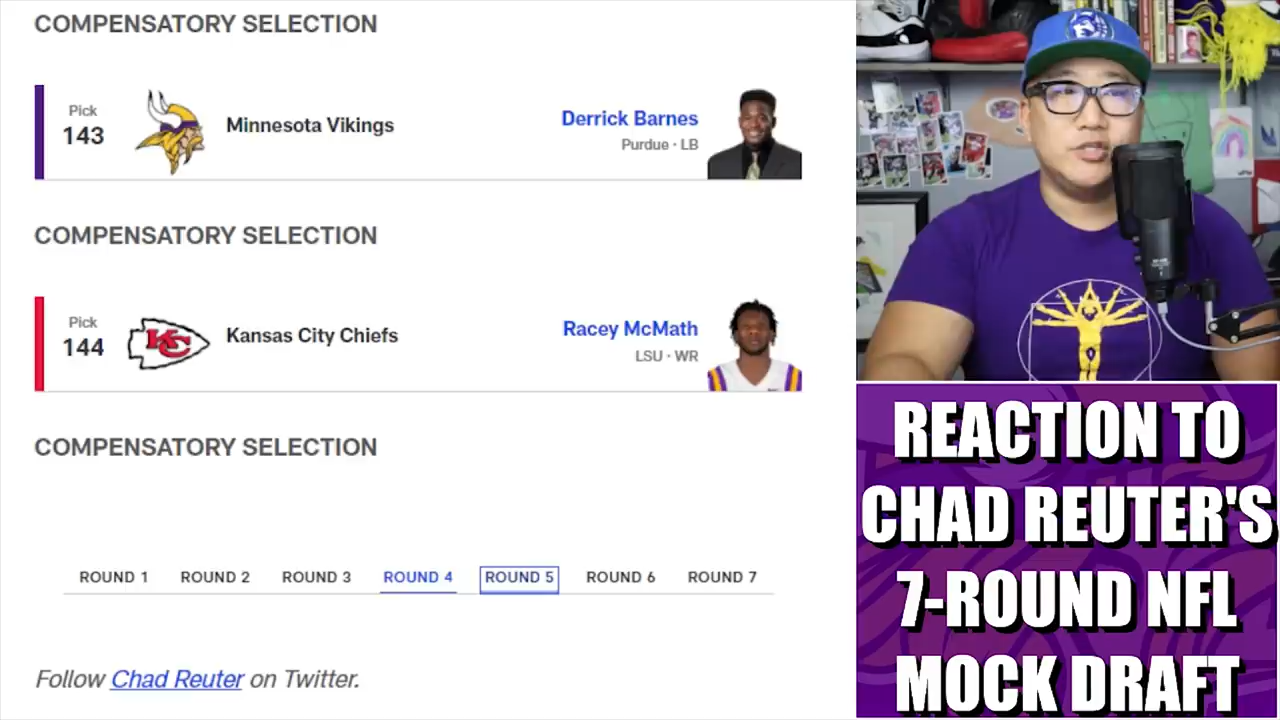 COMPENSATORY SELECTION
Pick
143
Minnesota Vikings
Derrick Barnes
Purdue · LB
COMPENSATORY SELECTION
Pick
144
KC
Kansas City Chiefs
Racey McMath
LSU · WR
COMPENSATORY SELECTION
ROUND 1 ROUND 2 ROUND 3 ROUND 4 ROUND 5 ROUND 6 ROUND 7
Follow Chad Reuter on Twitter.
REACTION TO
CHAD REUTER'S
7-ROUND NFL
MOCK DRAFT